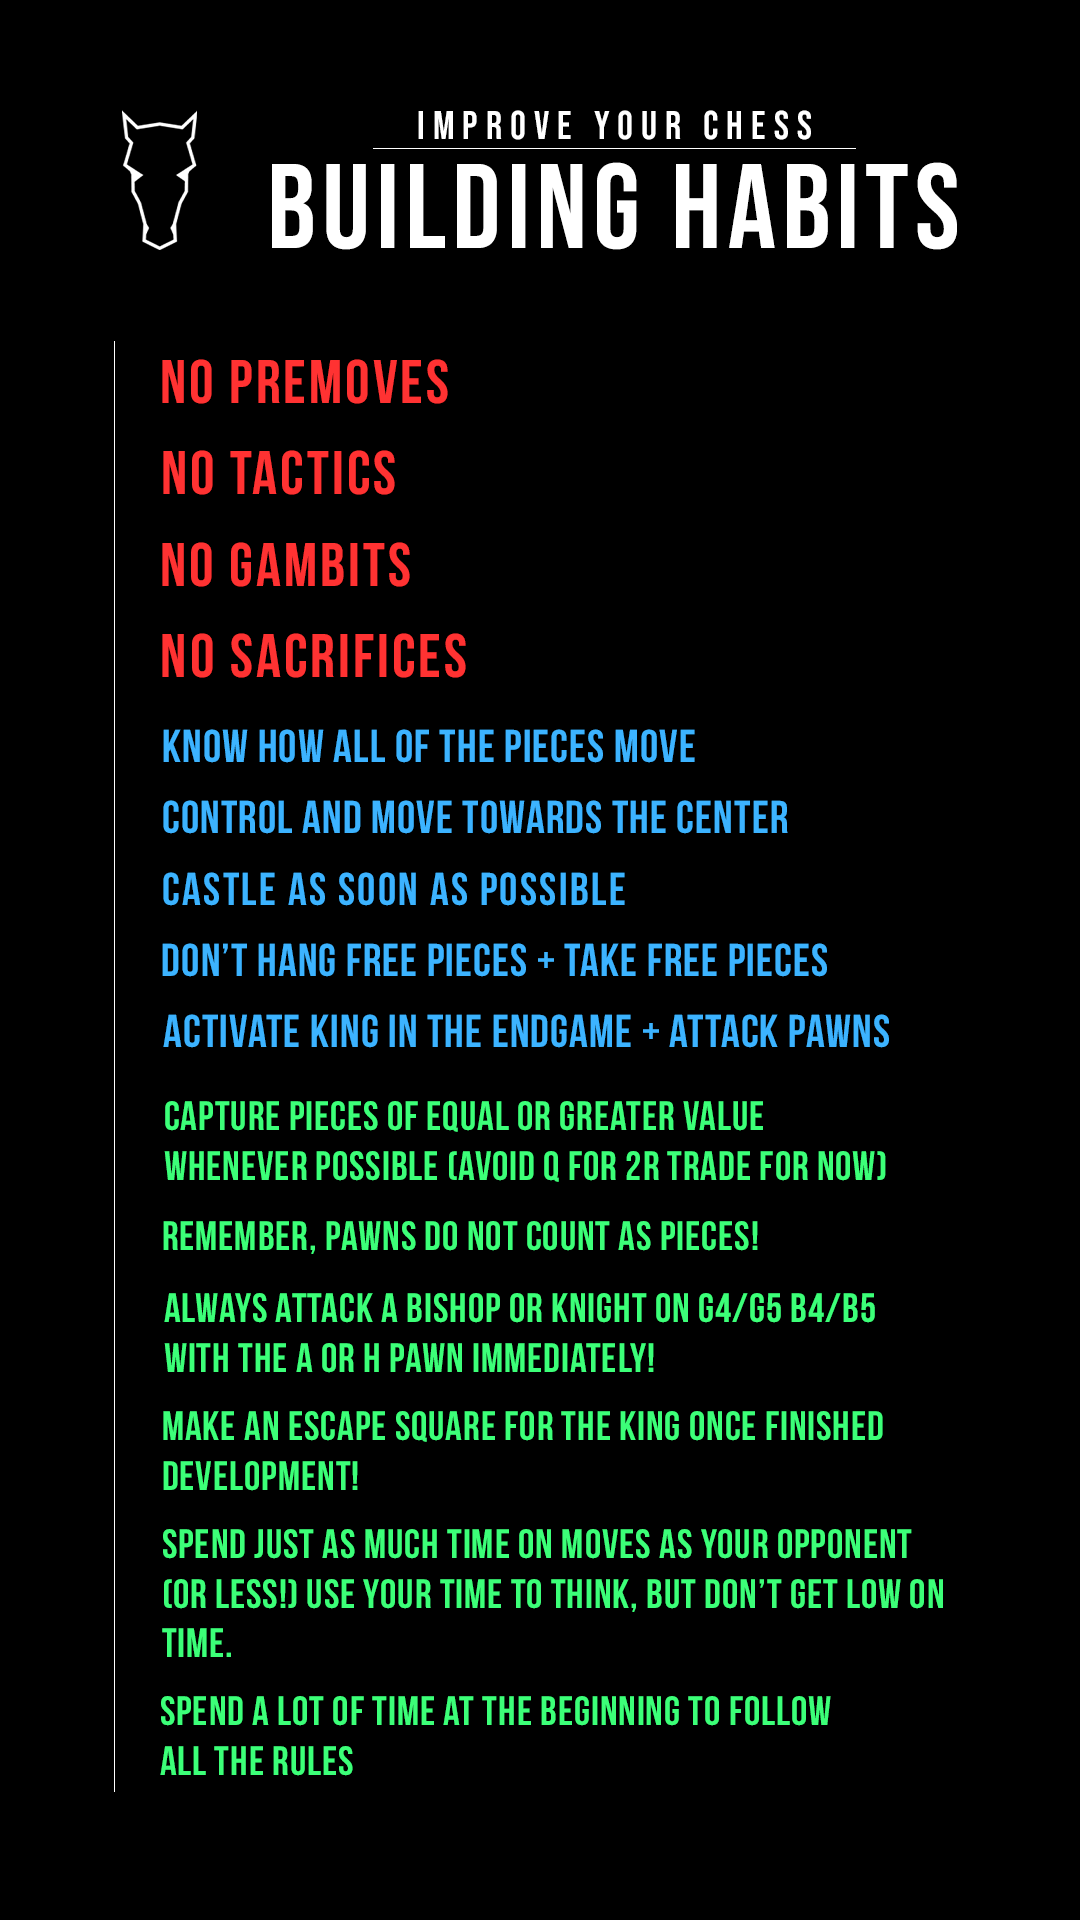 IMPROVE YOUR CHESS
BUILDING HABITS
NO PREMOVES
NO TACTICS
NO GAMBITS
NO SACRIFICES
KNOW HOW ALL OF THE PIECES MOVE
CONTROL AND MOVE TOWARDS THE CENTER
CASTLE AS SOON AS POSSIBLE
DON'T HANG FREE PIECES + TAKE FREE PIECES
ACTIVATE KING IN THE ENDGAME + ATTACK PAWNS
CAPTURE PIECES OF EQUAL OR GREATER VALUE
WHENEVER POSSIBLE (AVOID Q FOR 2R TRADE FOR NOW)
REMEMBER, PAWNS DO NOT COUNT AS PIECES!
ALWAYS ATTACK A BISHOP OR KNIGHT ON G4/G5 B4/B5
WITH THE A OR H PAWN IMMEDIATELY!
MAKE AN ESCAPE SQUARE FOR THE KING ONCE FINISHED
DEVELOPMENT!
SPEND JUST AS MUCH TIME ON MOVES AS YOUR OPPONENT
(OR LESS!) USE YOUR TIME TO THINK, BUT DON'T GET LOW ON
TIME.
SPEND A LOT OF TIME AT THE BEGINNING TO FOLLOW
ALL THE RULES